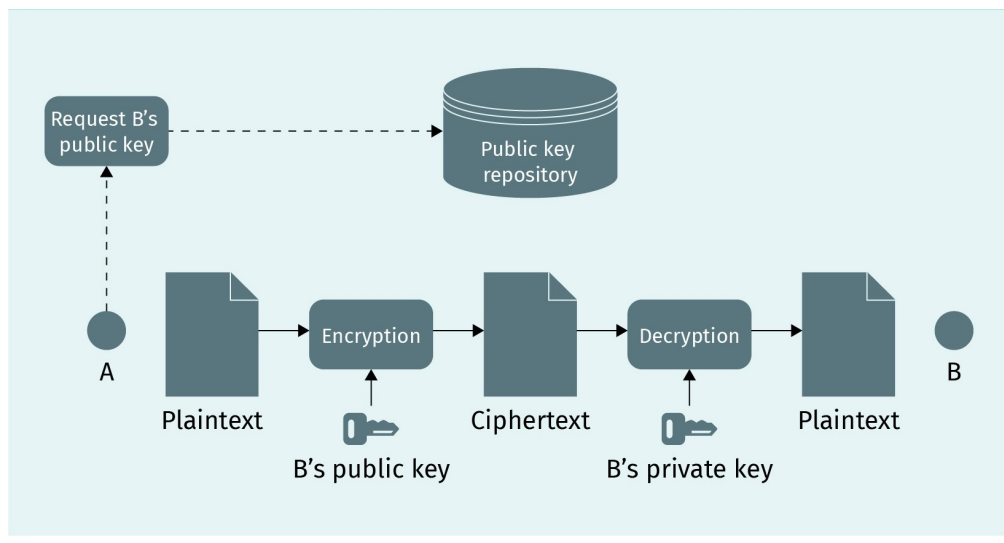 Request B’s
public key
Public key
repository
Encryption
Decryption
A
B
Plaintext
Ciphertext
Plaintext
B’s public key
B’s private key